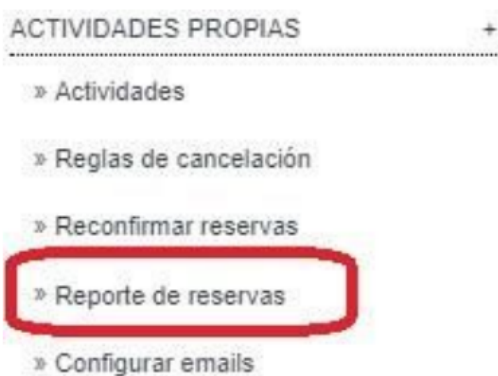 ACTIVIDADES PROPIAS +
» Actividades
» Reglas de cancelación
» Reconfirmar reservas
» Reporte de reservas
» Configurar emails